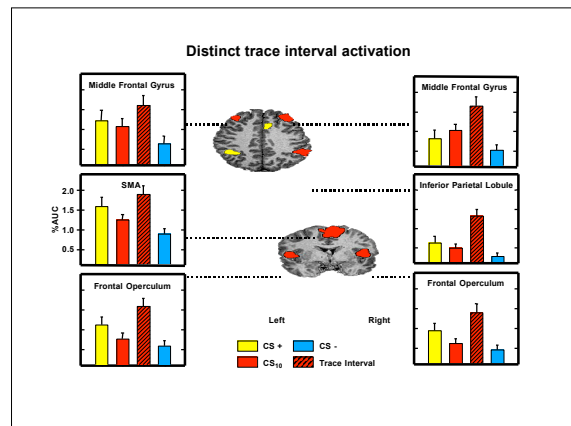 Distinct trace interval activation
Middle Frontal Gyrus
Middle Frontal Gyrus
SMA
%AUC
2.0
1.5
1.0
0.5
Inferior Parietal Lobule
Frontal Operculum
Frontal Operculum
Left Right
CS + CS -
CS10 Trace Interval